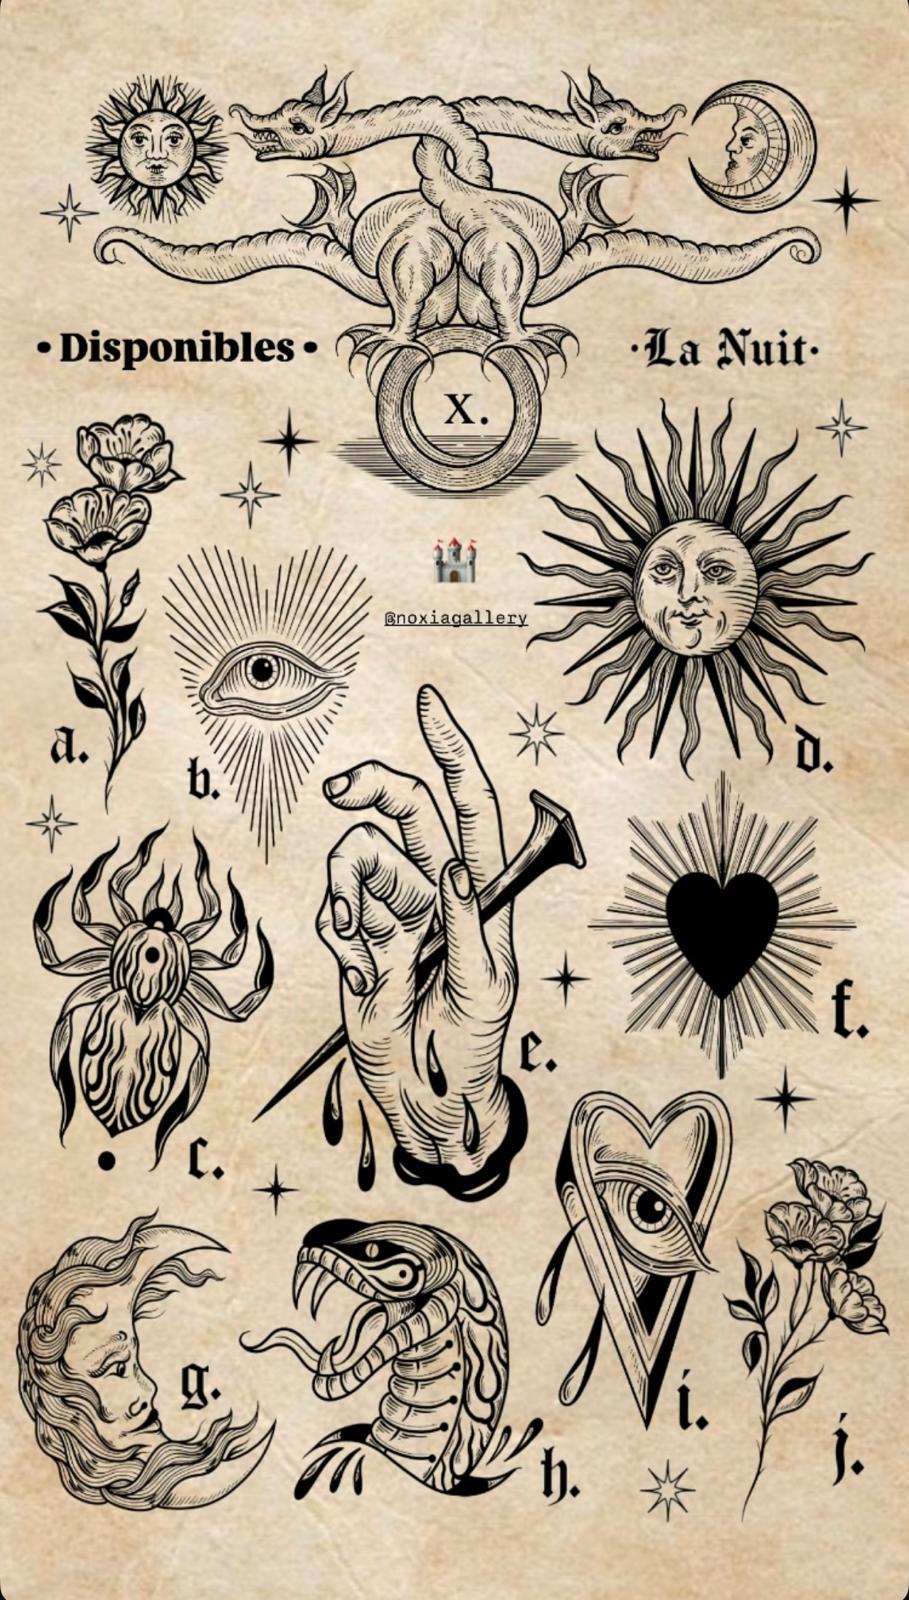 • Disponibles •
·La Nuit·
x.
@noxiagallery
a.
b.
d.
c.
e.
f.
g.
h.
i.
j.